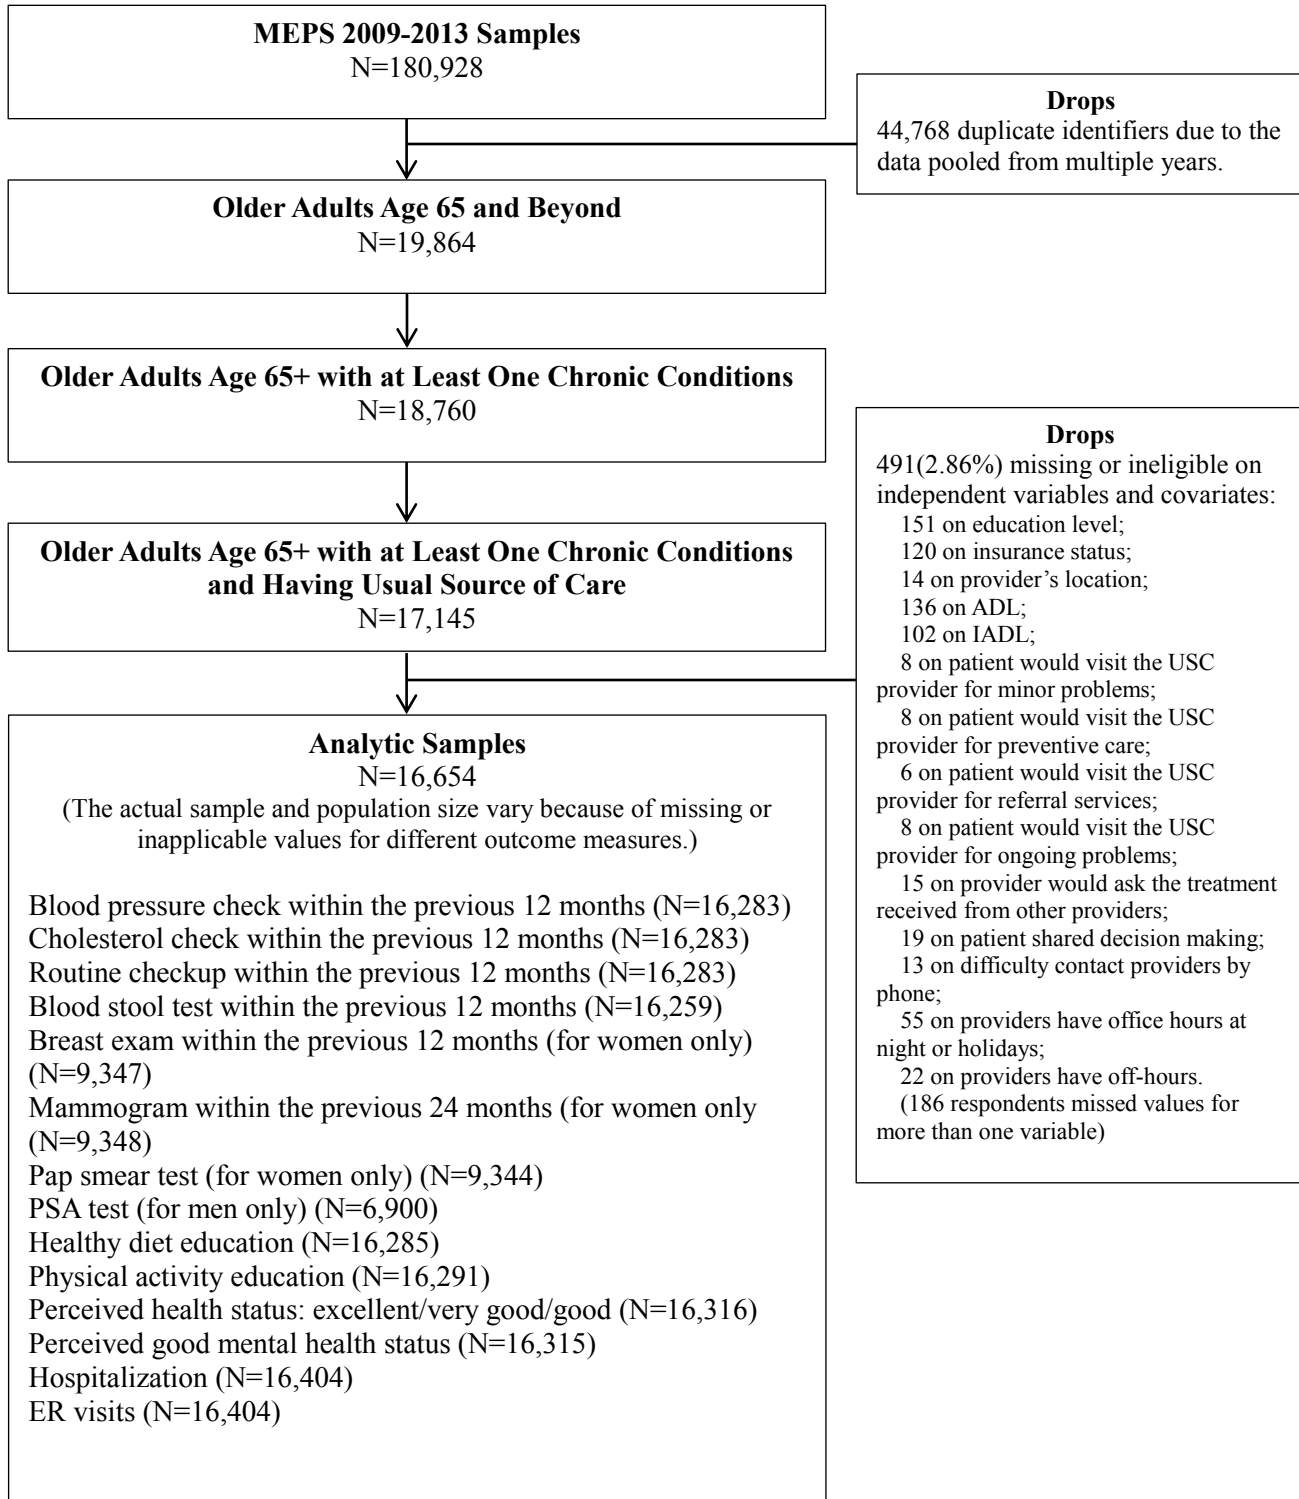 MEPS 2009-2013 Samples
N=180,928
Drops
44,768 duplicate identifiers due to the
data pooled from multiple years.
Older Adults Age 65 and Beyond
N=19,864
Older Adults Age 65+ with at Least One Chronic Conditions
N=18,760
Older Adults Age 65+ with at Least One Chronic Conditions
and Having Usual Source of Care
N=17,145
Drops
491(2.86%) missing or ineligible on
independent variables and covariates:
151 on education level;
120 on insurance status;
14 on provider’s location;
136 on ADL;
102 on IADL;
8 on patient would visit the USC
provider for minor problems;
8 on patient would visit the USC
provider for preventive care;
6 on patient would visit the USC
provider for referral services;
8 on patient would visit the USC
provider for ongoing problems;
15 on provider would ask the treatment
received from other providers;
19 on patient shared decision making;
13 on difficulty contact providers by
phone;
55 on providers have office hours at
night or holidays;
22 on providers have off-hours.
(186 respondents missed values for
more than one variable)
Analytic Samples
N=16,654
(The actual sample and population size vary because of missing or
inapplicable values for different outcome measures.)
Blood pressure check within the previous 12 months (N=16,283)
Cholesterol check within the previous 12 months (N=16,283)
Routine checkup within the previous 12 months (N=16,283)
Blood stool test within the previous 12 months (N=16,259)
Breast exam within the previous 12 months (for women only)
(N=9,347)
Mammogram within the previous 24 months (for women only
(N=9,348)
Pap smear test (for women only) (N=9,344)
PSA test (for men only) (N=6,900)
Healthy diet education (N=16,285)
Physical activity education (N=16,291)
Perceived health status: excellent/very good/good (N=16,316)
Perceived good mental health status (N=16,315)
Hospitalization (N=16,404)
ER visits (N=16,404)